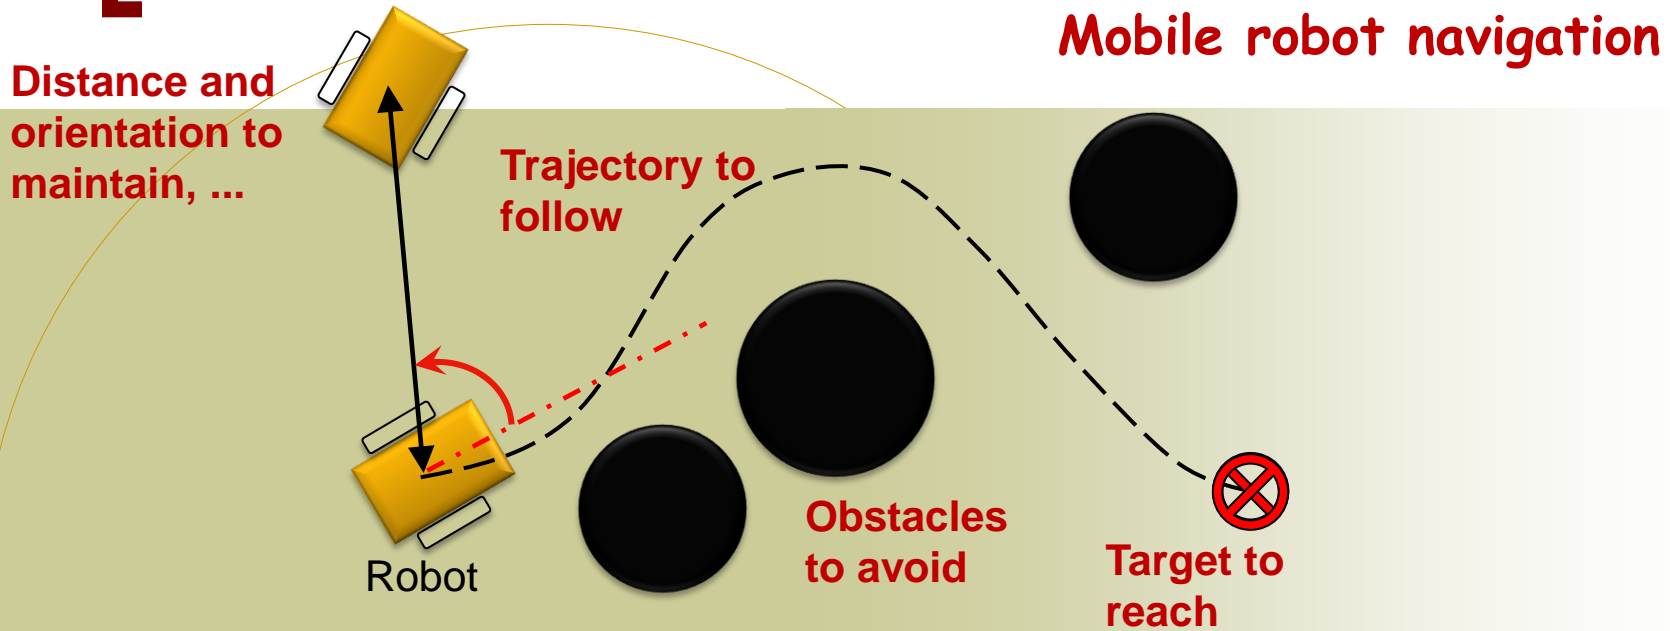 Mobile robot navigation
Distance and
orientation to
maintain, ...
Trajectory to
follow
Obstacles
to avoid
Robot
Target to
reach